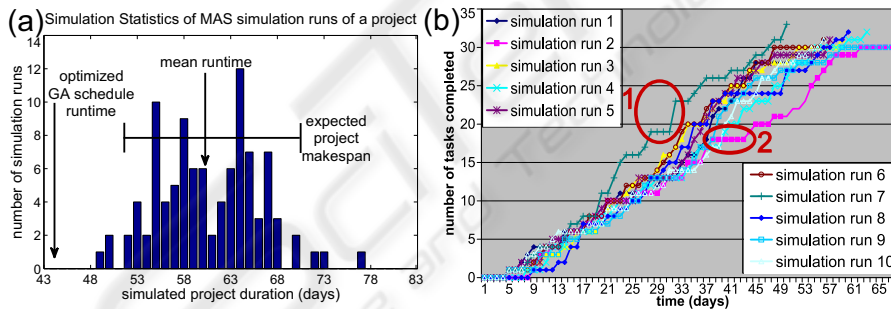 (a)
Simulation Statistics of MAS simulation runs of a project
number of simulation runs
14
12
10
8
6
4
2
0
optimized
GA schedule
runtime
mean runtime
expected
project
makespan
43 48 53 58 63 68 73 78 83
simulated project duration (days)
(b)
number of tasks completed
35
30
25
20
15
10
5
0
simulation run 1
simulation run 2
simulation run 3
simulation run 4
simulation run 5
1
2
simulation run 6
simulation run 7
simulation run 8
simulation run 9
simulation run 10
1 5 9 13 17 21 25 29 33 37 41 45 49 53 57 61 65
time (days)